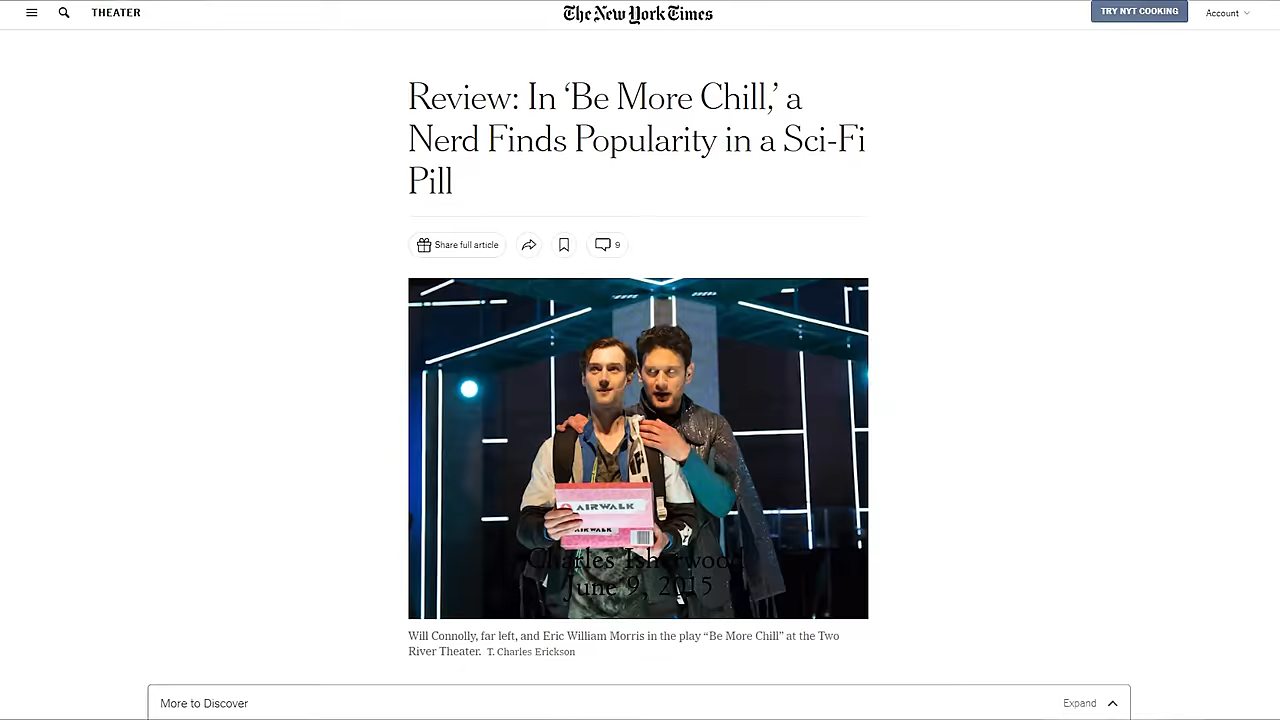 THEATER
The New York Times
TRY NYT COOKING
Account
Review: In ‘Be More Chill,’ a
Nerd Finds Popularity in a Sci-Fi
Pill
Share full article
9
AIRWALK
AIRWALK
Charles Isherwood
June 9, 2015
Will Connolly, far left, and Eric William Morris in the play “Be More Chill” at the Two
River Theater. T. Charles Erickson
More to Discover
Expand